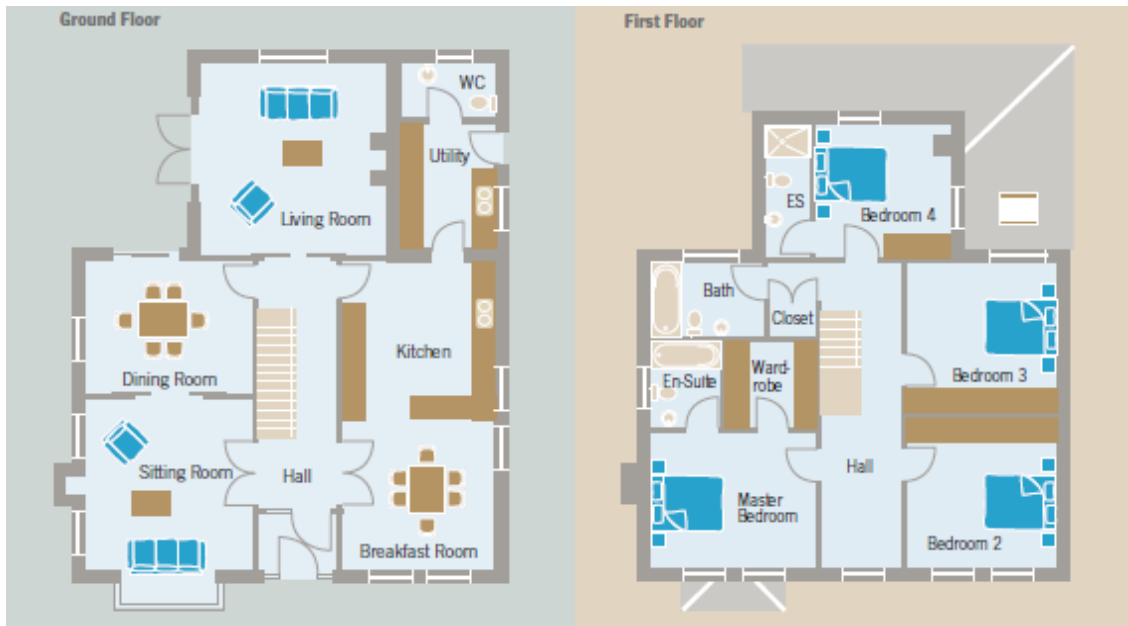 Ground Floor
WC
Utility
Living Room
Kitchen
Dining Room
Sitting Room
Hall
Breakfast Room
First Floor
ES
Bedroom 4
Bath
Closet
En-Suite
Ward-
robe
Bedroom 3
Hall
Master
Bedroom
Bedroom 2